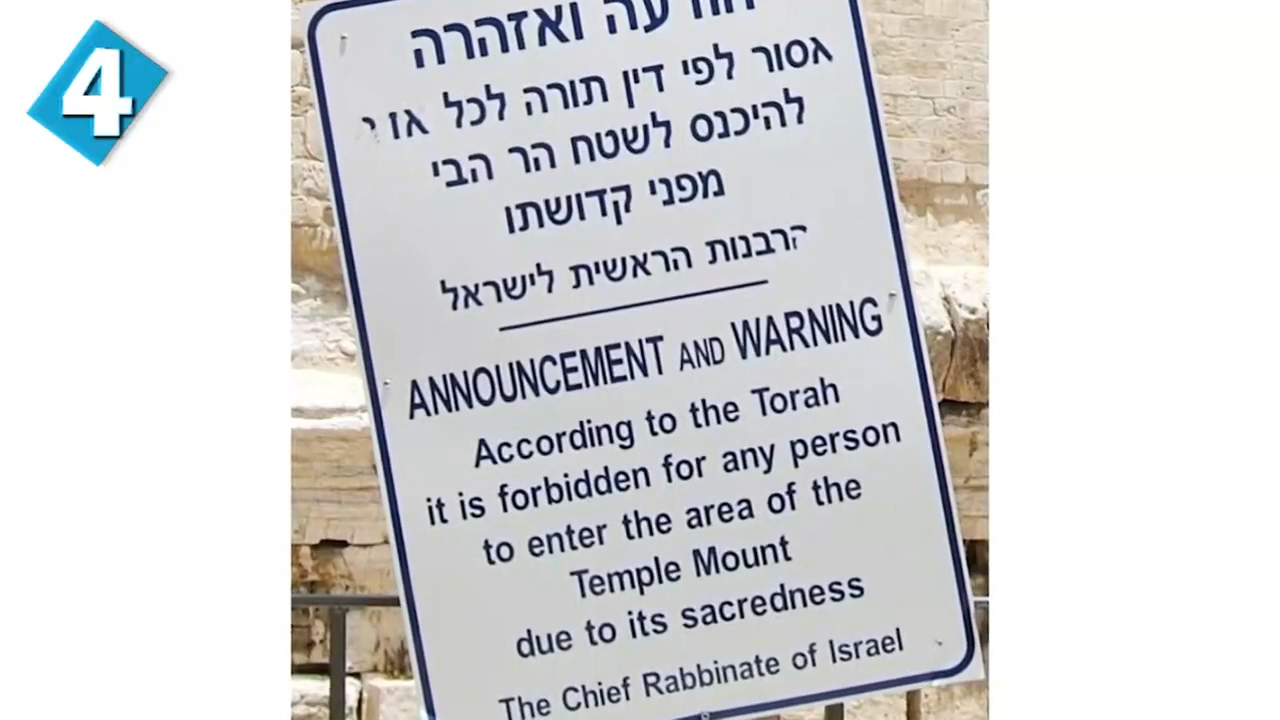 4
ואזהרה
אסור לפי דין תורה לכל
להיכנס לשטח הר הבי
מפני קדושתו
הרבנות הראשית לישראל
ANNOUNCEMENT AND WARNING
According to the Torah
it is forbidden for any person
to enter the area of the
Temple Mount
due to its sacredness
The Chief Rabbinate of Israel